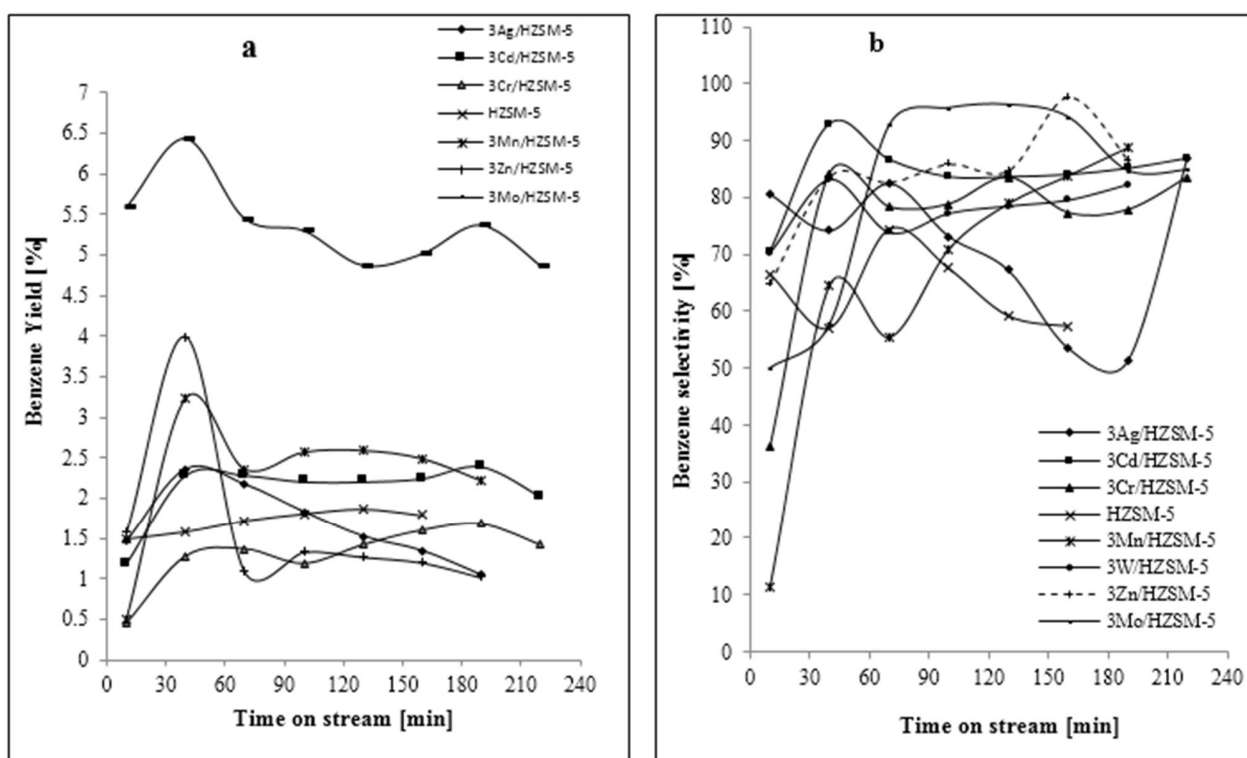 a
3Ag/HZSM-5
3Cd/HZSM-5
3Cr/HZSM-5
HZSM-5
3Mn/HZSM-5
3Zn/HZSM-5
3Mo/HZSM-5
7
6.5
6
5.5
5
4.5
4
3.5
3
2.5
2
1.5
1
0.5
0
Benzene Yield [%]
0 30 60 90 120 150 180 210 240
Time on stream [min]
b
110
100
90
80
70
60
50
40
30
20
10
0
Benzene selectivity [%]
3Ag/HZSM-5
3Cd/HZSM-5
3Cr/HZSM-5
HZSM-5
3Mn/HZSM-5
3W/HZSM-5
3Zn/HZSM-5
3Mo/HZSM-5
0 30 60 90 120 150 180 210 240
Time on stream [min]